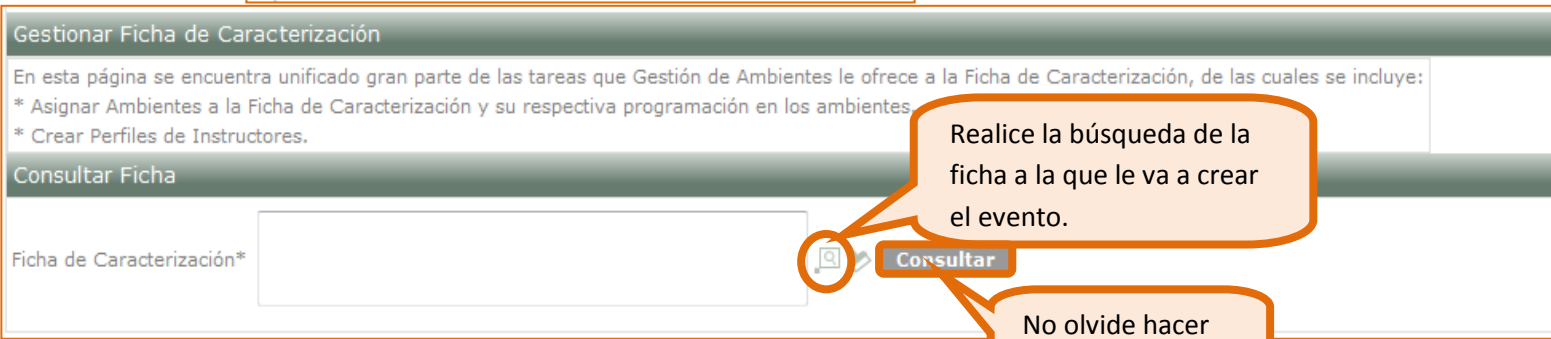 Gestionar Ficha de Caracterización
En esta página se encuentra unificado gran parte de las tareas que Gestión de Ambientes le ofrece a la Ficha de Caracterización, de las cuales se incluye:
* Asignar Ambientes a la Ficha de Caracterización y su respectiva programación en los ambientes.
* Crear Perfiles de Instructores.
Realice la búsqueda de la
ficha a la que le va a crear
el evento.
Consultar Ficha
Ficha de Caracterización*
Consultar
No olvide hacer